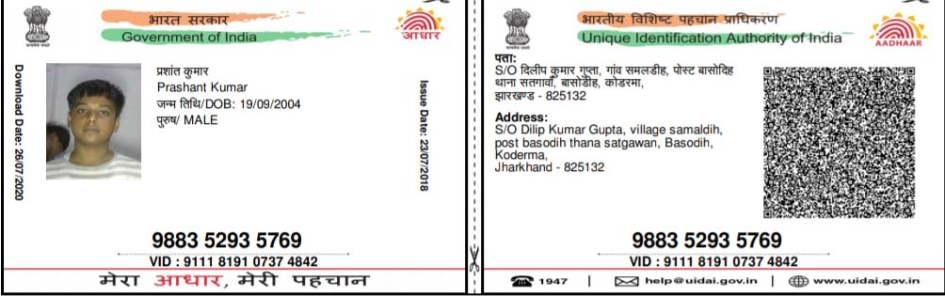 भारत सरकार
Government of India
आधार
Download Date: 26/07/2020
प्रशांत कुमार
Prashant Kumar
जन्म तिथि/DOB: 19/09/2004
पुरुष/ MALE
Issue Date: 23/07/2018
9883 5293 5769
VID : 9111 8191 0737 4842
मेरा आधार, मेरी पहचान
भारतीय विशिष्ट पहचान प्राधिकरण
Unique Identification Authority of India
AADHAAR
पता:
S/O दिलीप कुमार गुप्ता, गांव समलडीह, पोस्ट बासोदिह
थाना सतगावाँ, बासोडीह, कोडरमा,
झारखण्ड - 825132
Address:
S/O Dilip Kumar Gupta, village samaldih,
post basodih thana satgawan, Basodih,
Koderma,
Jharkhand - 825132
9883 5293 5769
VID : 9111 8191 0737 4842
1947 | help@uidai.gov.in | www.uidai.gov.in